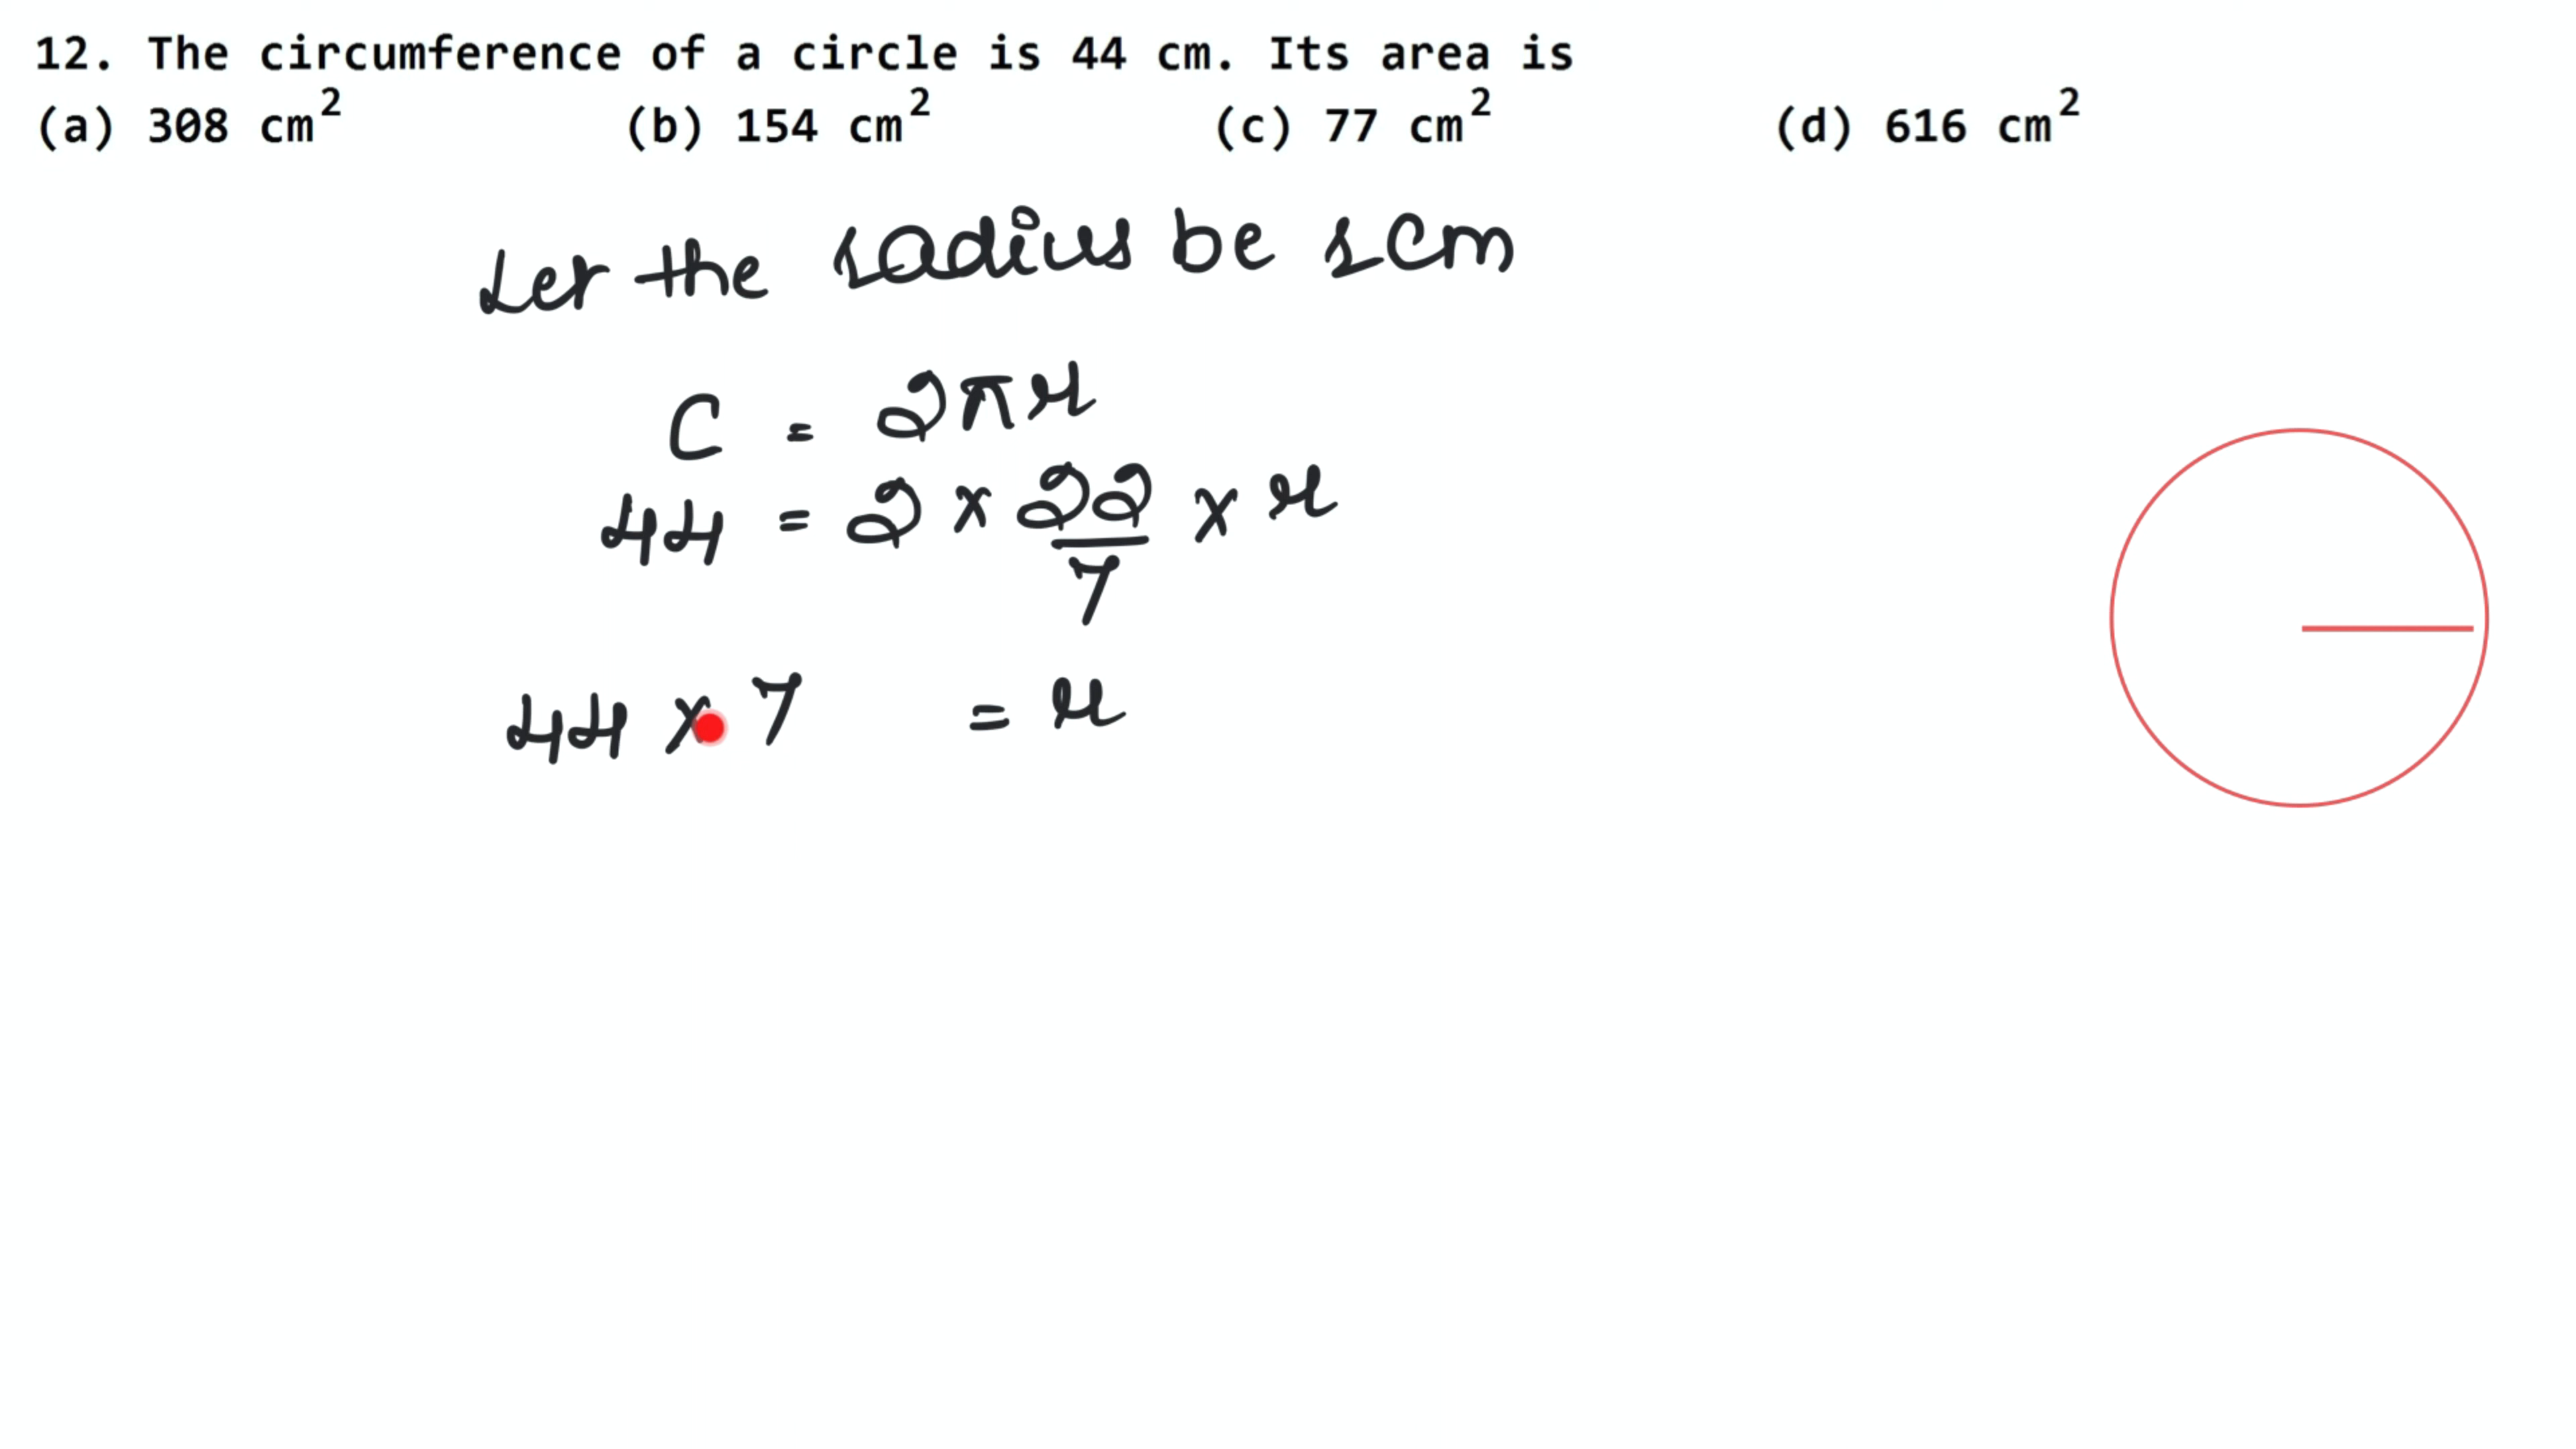 12. The circumference of a circle is 44 cm. Its area is
(a) 308 cm² (b) 154 cm² (c) 77 cm² (d) 616 cm²
Let the radius be r cm
C = 2πr
44 = 2 × 22/7 × r
44 × 7 = r